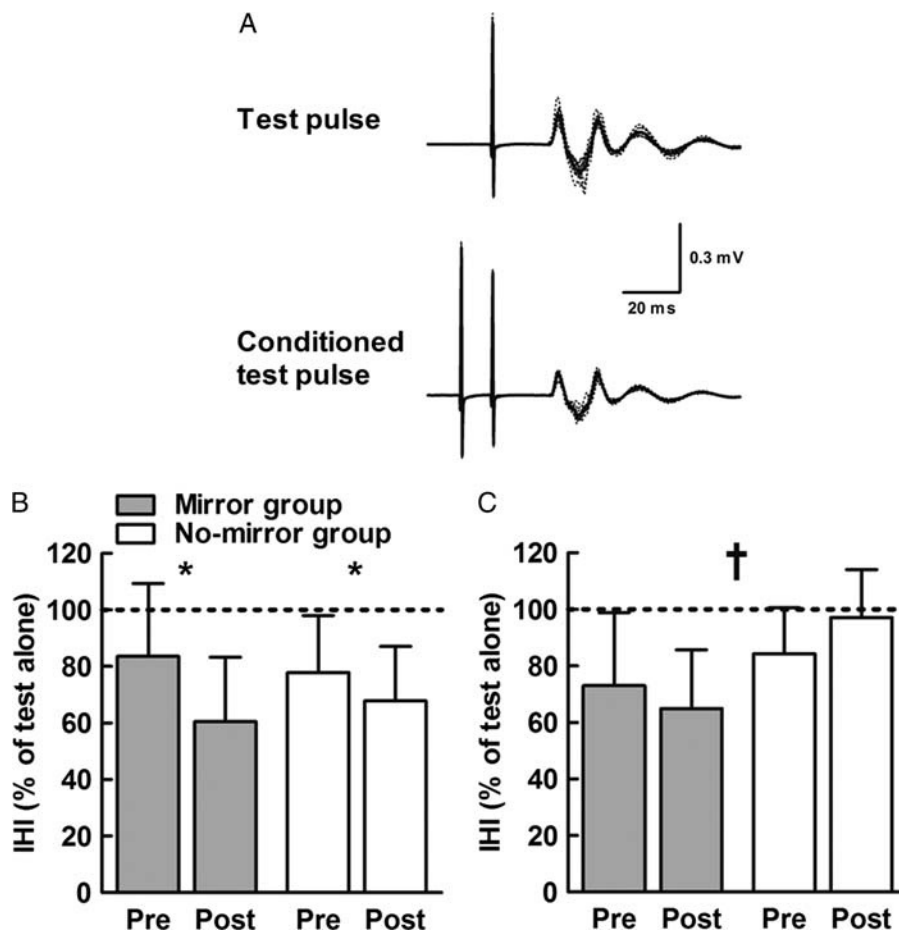 A
Test pulse
0.3 mV
20 ms
Conditioned
test pulse
B
Mirror group
No-mirror group
IHI (% of test alone)
120
100
80
60
40
20
0
*
*
Pre
Post
Pre
Post
C
IHI (% of test alone)
120
100
80
60
40
20
0
†
Pre
Post
Pre
Post